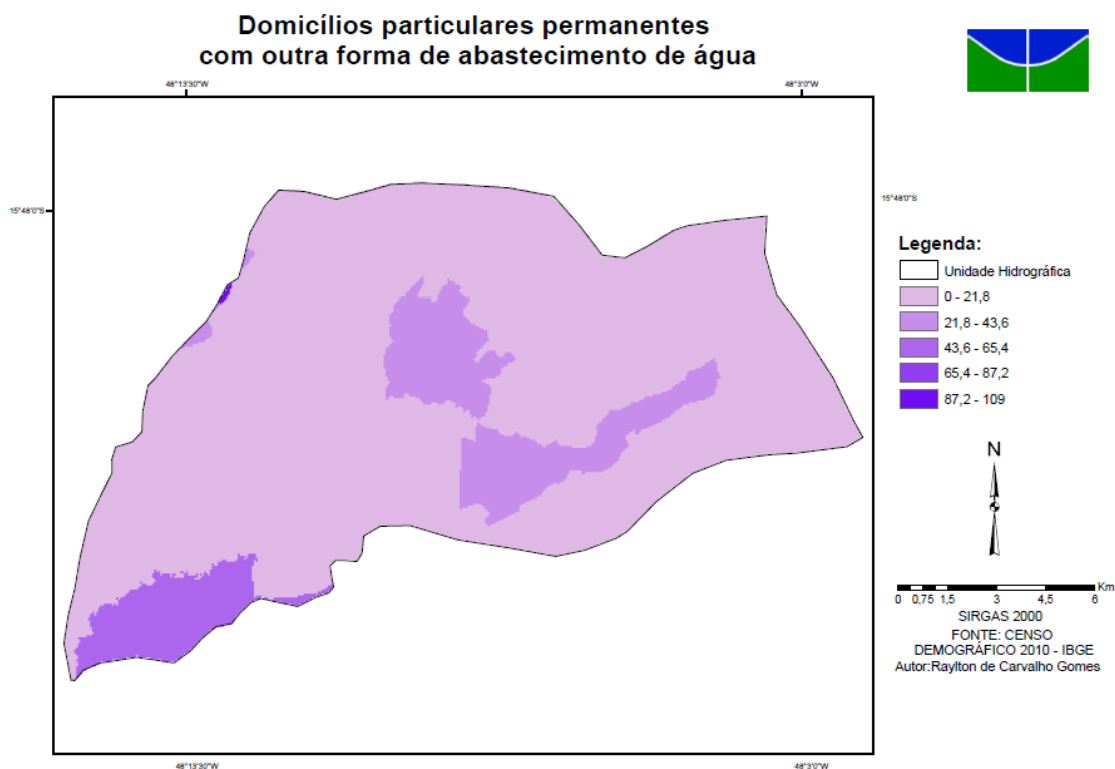 Domicílios particulares permanentes
com outra forma de abastecimento de água
48°13'30"W
48°3'0"W
15°48'0"S
15°48'0"S
Legenda:
Unidade Hidrográfica
0 - 21,8
21,8 - 43,6
43,6 - 65,4
65,4 - 87,2
87,2 - 109
N
Km
0 0,75 1,5 3 4,5 6
SIRGAS 2000
FONTE: CENSO
DEMOGRÁFICO 2010 - IBGE
Autor:Raylton de Carvalho Gomes
48°13'30"W
48°3'0"W